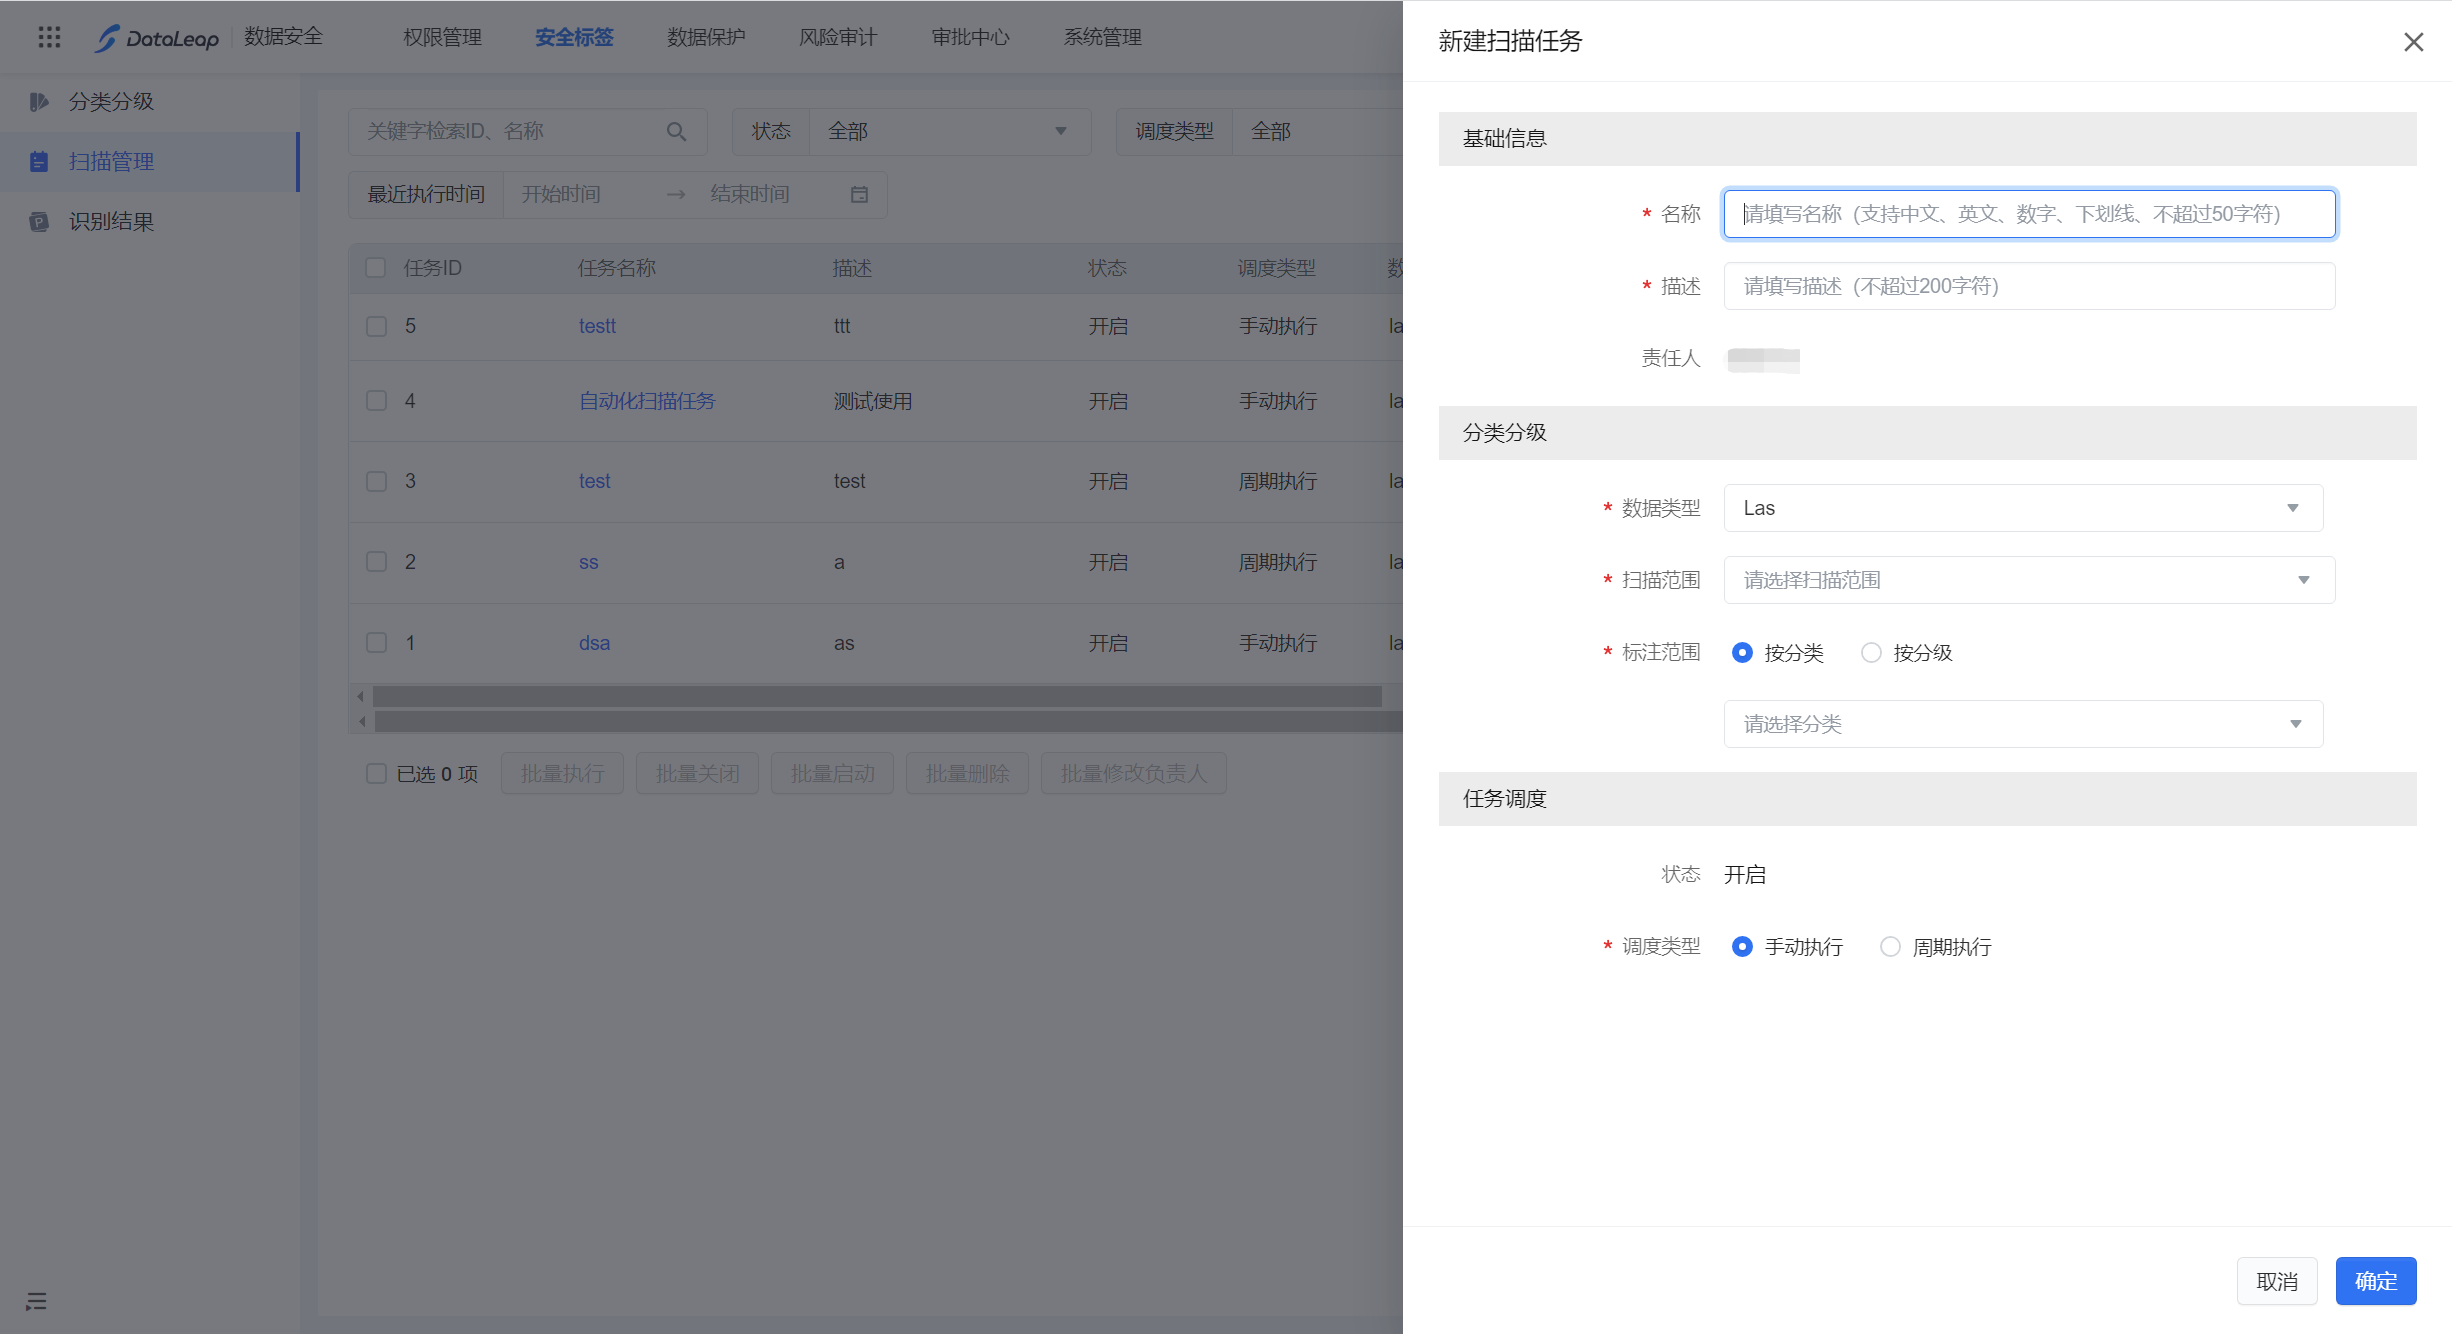 DataLeap 数据安全 权限管理 安全标签 数据保护 风险审计 审批中心 系统管理
分类分级
扫描管理
识别结果
关键字检索ID、名称 状态 全部 调度类型 全部
最近执行时间 开始时间 → 结束时间
任务ID 任务名称 描述 状态 调度类型 数
5 testt ttt 开启 手动执行 la
4 自动化扫描任务 测试使用 开启 手动执行 la
3 test test 开启 周期执行 la
2 ss a 开启 周期执行 la
1 dsa as 开启 手动执行 la
已选 0 项 批量执行 批量关闭 批量启动 批量删除 批量修改负责人
新建扫描任务
基础信息
* 名称 请填写名称（支持中文、英文、数字、下划线、不超过50字符）
* 描述 请填写描述（不超过200字符）
责任人
分类分级
* 数据类型 Las
* 扫描范围 请选择扫描范围
* 标注范围 按分类 按分级
请选择分类
任务调度
状态 开启
* 调度类型 手动执行 周期执行
取消 确定